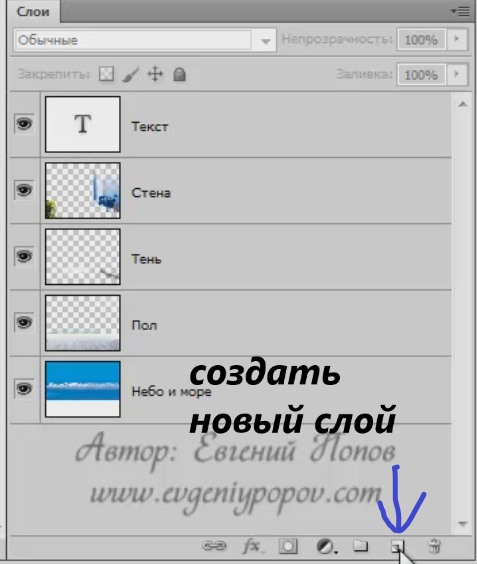 Слои
Обычные Непрозрачность: 100%
Закрепить: Заливка: 100%
T Текст
Стена
Тень
Пол
Небо и море
создать
новый слой
Автор: Евгений Попов
www.evgeniypopov.com
fx.